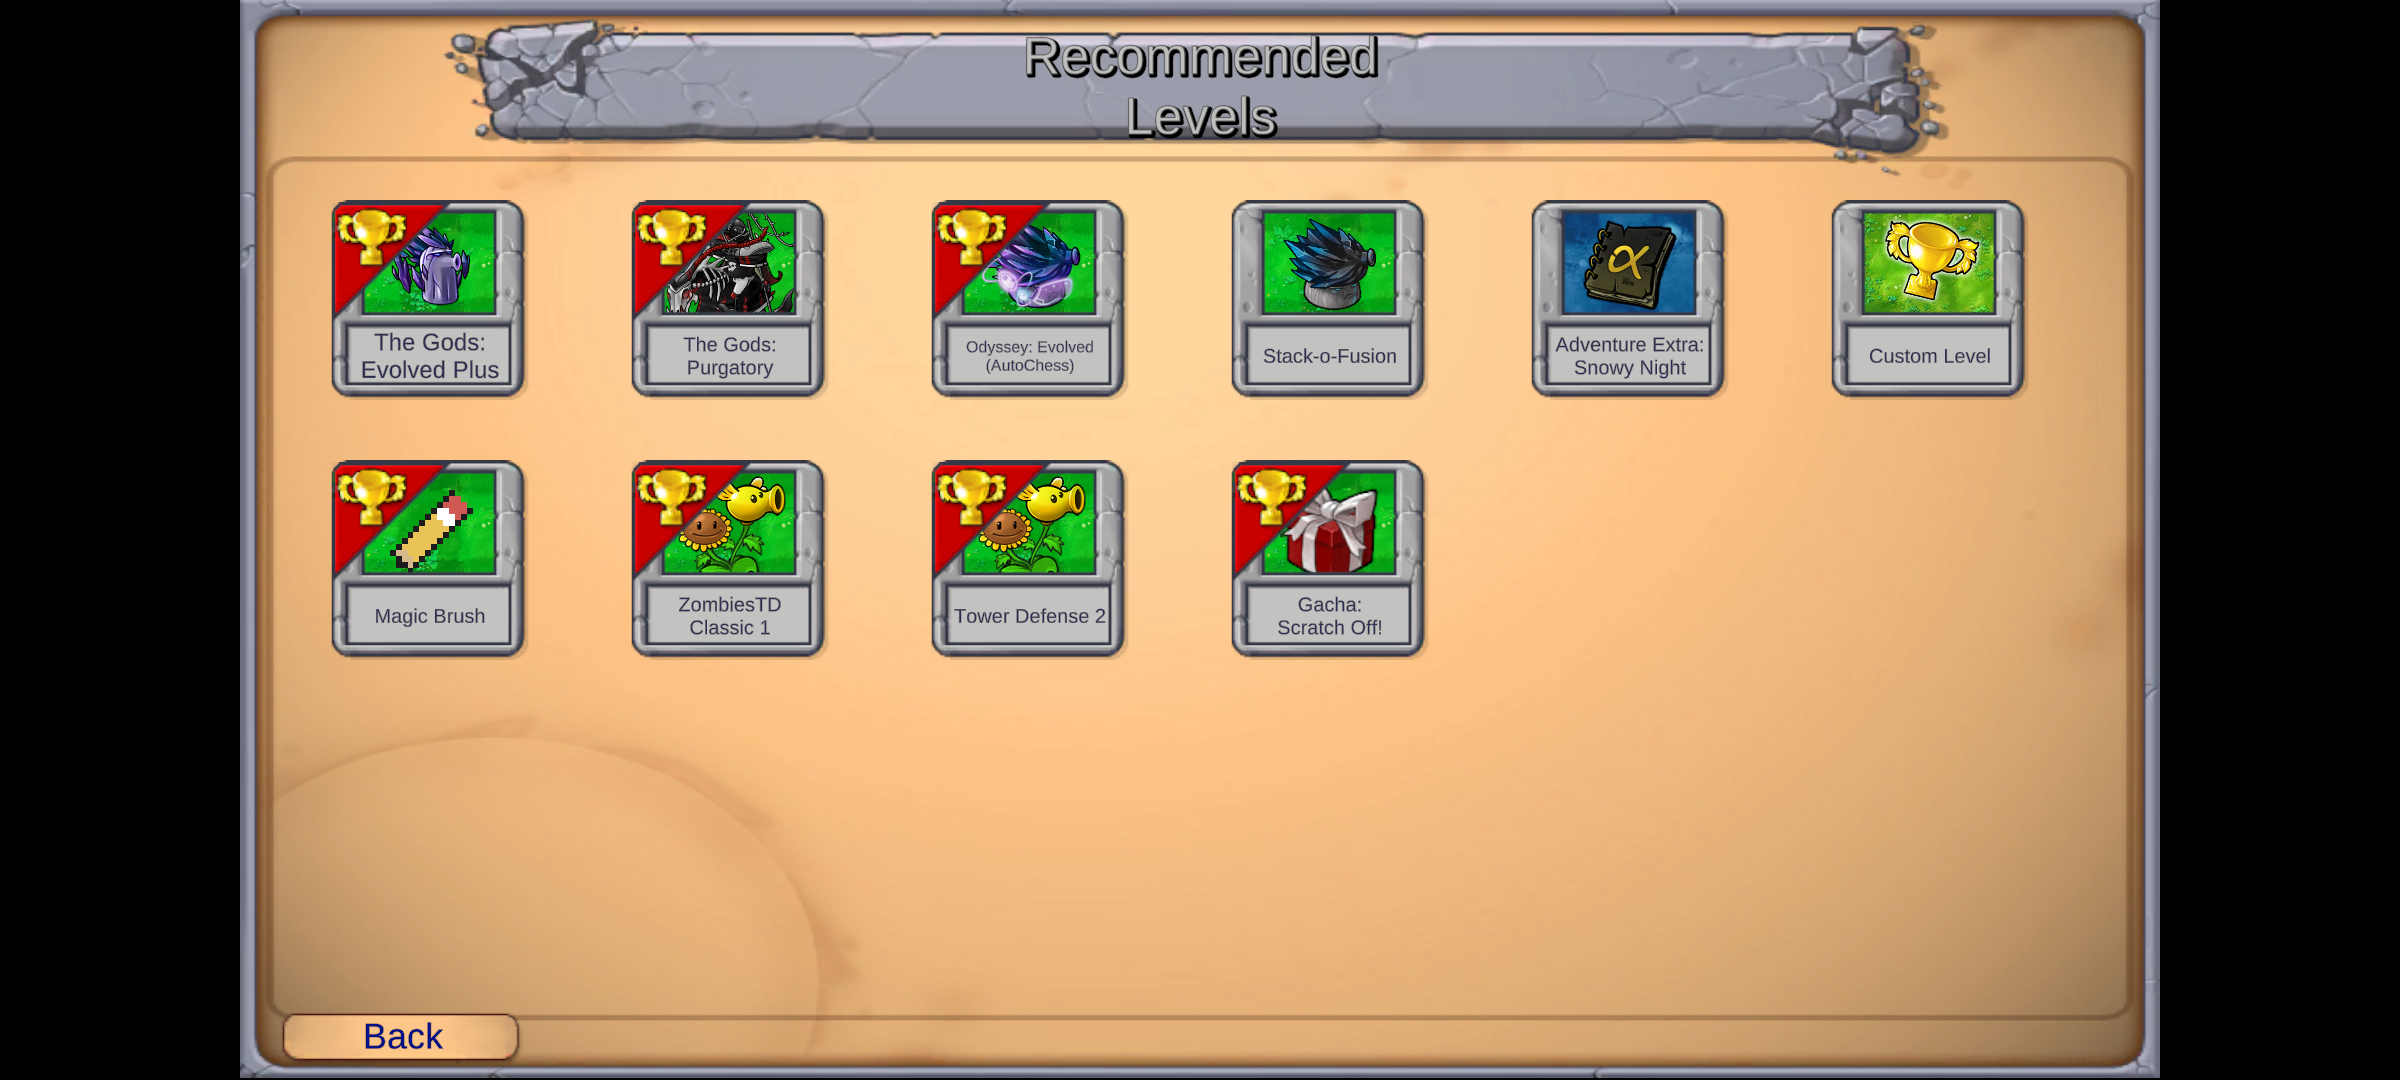 Recommended
Levels
The Gods:
Evolved Plus
The Gods:
Purgatory
Odyssey: Evolved
(AutoChess)
Stack-o-Fusion
Adventure Extra:
Snowy Night
Custom Level
Magic Brush
ZombiesTD
Classic 1
Tower Defense 2
Gacha:
Scratch Off!
Back